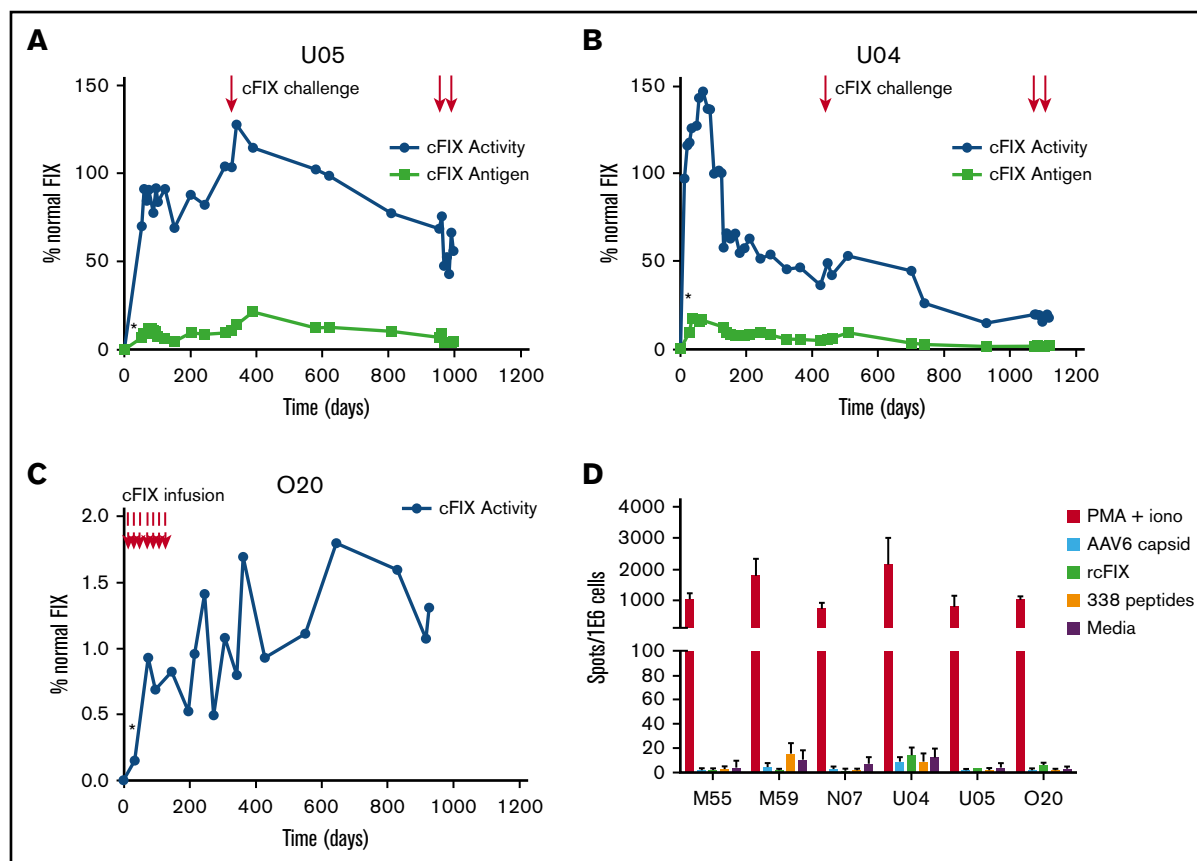 A
U05
cFIX challenge
150
100
50
0
% normal FIX
cFIX Activity
cFIX Antigen
*
0 200 400 600 800 1000 1200
Time (days)
B
U04
cFIX challenge
150
100
50
0
% normal FIX
cFIX Activity
cFIX Antigen
*
0 200 400 600 800 1000 1200
Time (days)
C
O20
cFIX infusion
cFIX Activity
2.0
1.5
1.0
0.5
0.0
% normal FIX
*
0 200 400 600 800 1000 1200
Time (days)
D
4000
3000
2000
1000
100
80
60
40
20
0
Spots/1E6 cells
PMA + iono
AAV6 capsid
rcFIX
338 peptides
Media
M55 M59 N07 U04 U05 O20